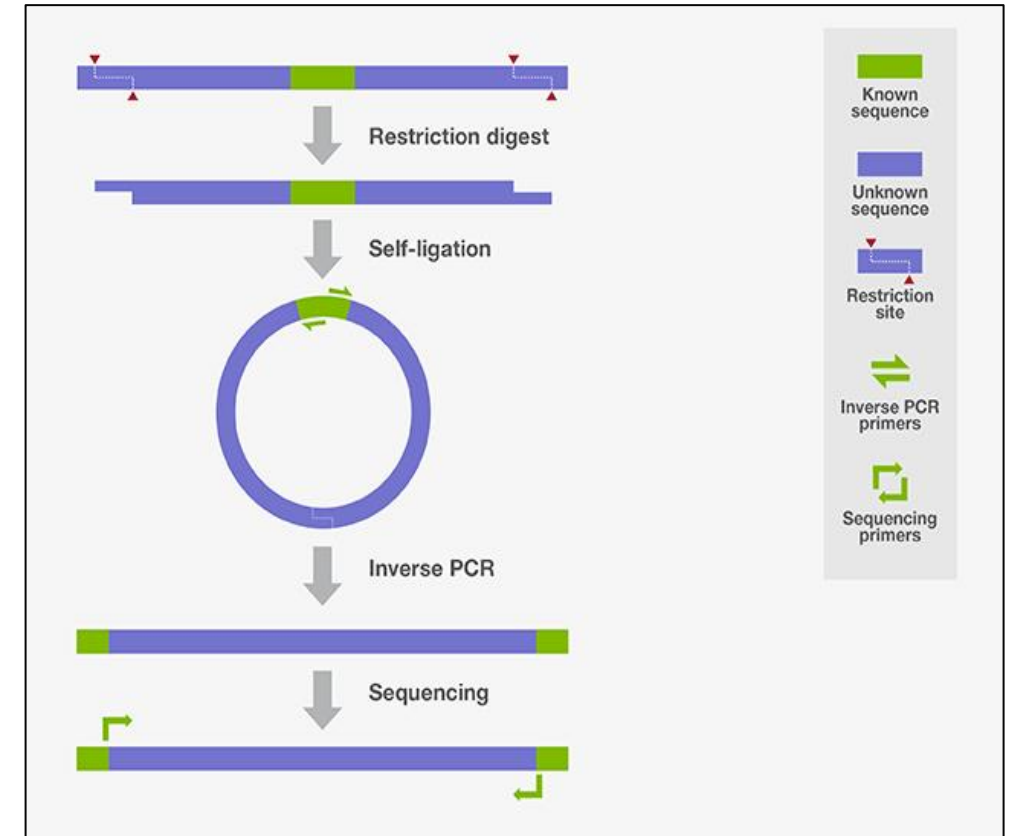 Restriction digest
Self-ligation
Inverse PCR
Sequencing
Known
sequence
Unknown
sequence
Restriction
site
Inverse PCR
primers
Sequencing
primers